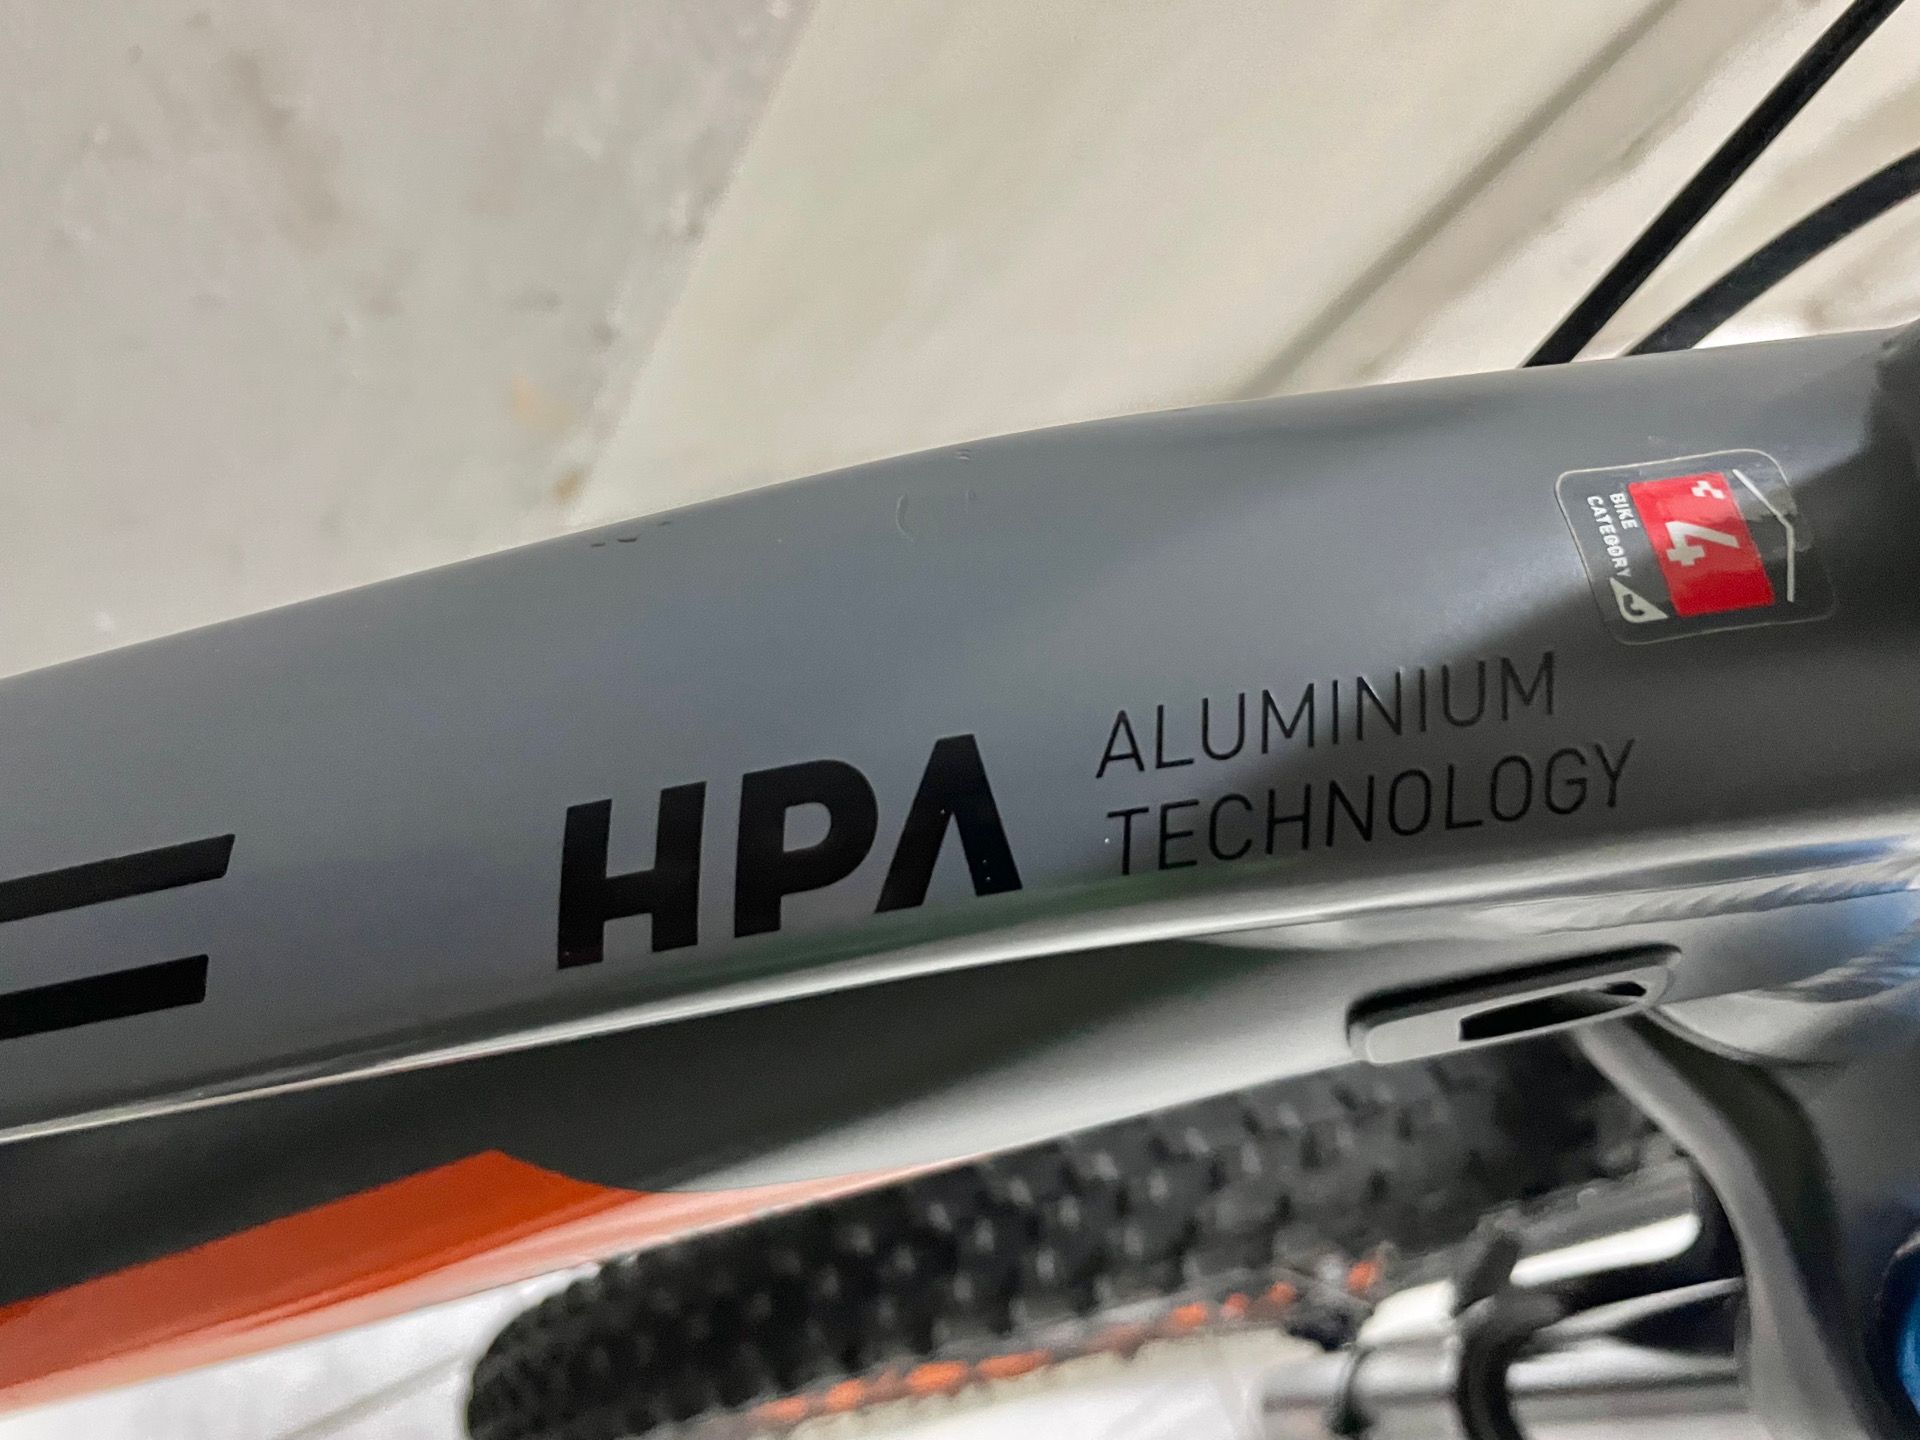 HPA
ALUMINIUM
TECHNOLOGY
BIKE
CATEGORY
4